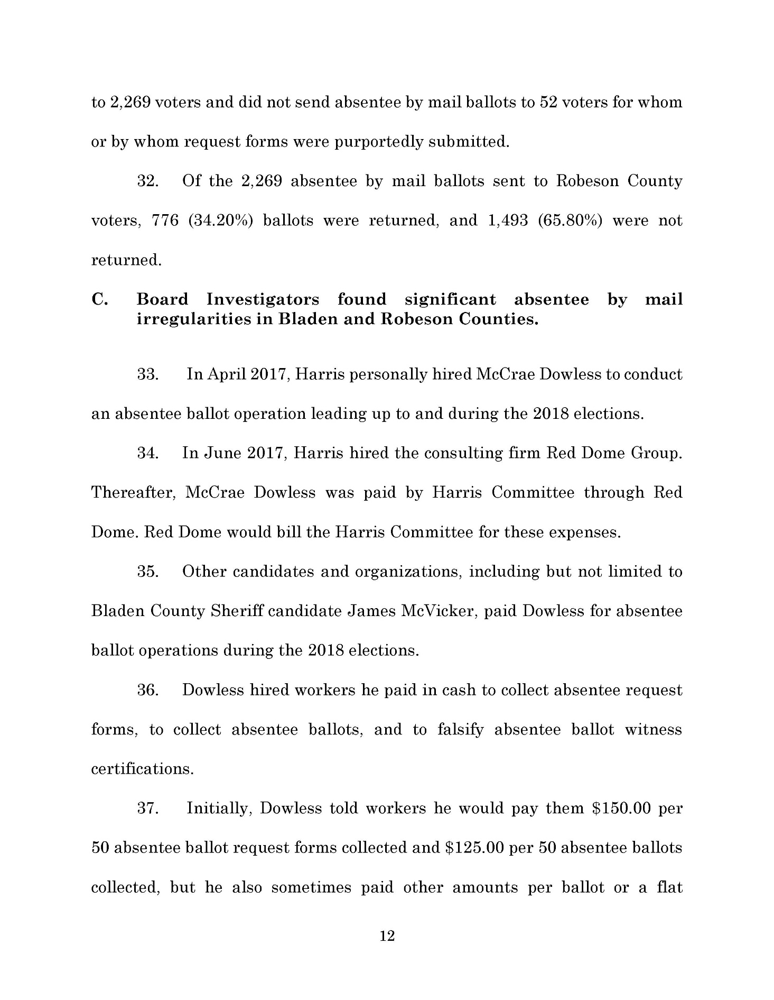 to 2,269 voters and did not send absentee by mail ballots to 52 voters for whom
or by whom request forms were purportedly submitted.
32. Of the 2,269 absentee by mail ballots sent to Robeson County
voters, 776 (34.20%) ballots were returned, and 1,493 (65.80%) were not
returned.
C. Board Investigators found significant absentee by mail
irregularities in Bladen and Robeson Counties.
33. In April 2017, Harris personally hired McCrae Dowless to conduct
an absentee ballot operation leading up to and during the 2018 elections.
34. In June 2017, Harris hired the consulting firm Red Dome Group.
Thereafter, McCrae Dowless was paid by Harris Committee through Red
Dome. Red Dome would bill the Harris Committee for these expenses.
35. Other candidates and organizations, including but not limited to
Bladen County Sheriff candidate James McVicker, paid Dowless for absentee
ballot operations during the 2018 elections.
36. Dowless hired workers he paid in cash to collect absentee request
forms, to collect absentee ballots, and to falsify absentee ballot witness
certifications.
37. Initially, Dowless told workers he would pay them $150.00 per
50 absentee ballot request forms collected and $125.00 per 50 absentee ballots
collected, but he also sometimes paid other amounts per ballot or a flat
12